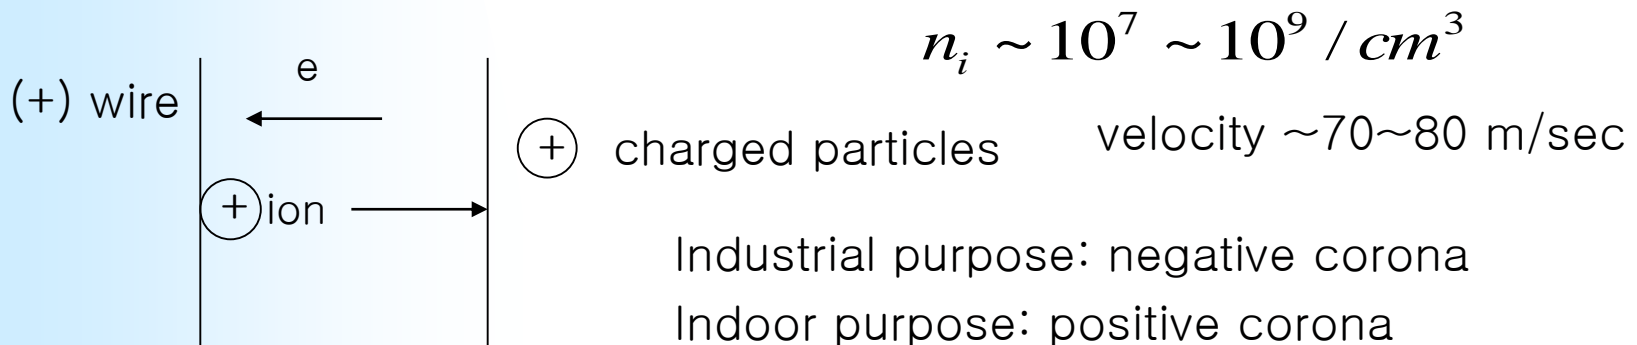 n_i ~ 10^7 ~ 10^9 / cm^3
(+) wire
e
+ charged particles
velocity ~70~80 m/sec
+ ion
Industrial purpose: negative corona
Indoor purpose: positive corona